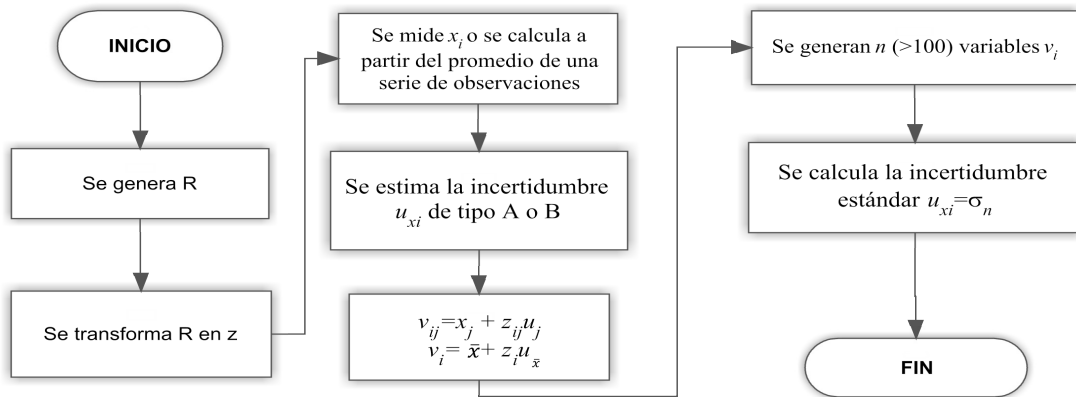 INICIO
Se genera R
Se transforma R en z
Se mide xᵢ o se calcula a
partir del promedio de una
serie de observaciones
Se estima la incertidumbre
uₓᵢ de tipo A o B
vᵢⱼ=xⱼ + zᵢⱼuⱼ
vᵢ= x̄+ zᵢu_x̄
Se generan n (>100) variables vᵢ
Se calcula la incertidumbre
estándar uₓᵢ=σₙ
FIN